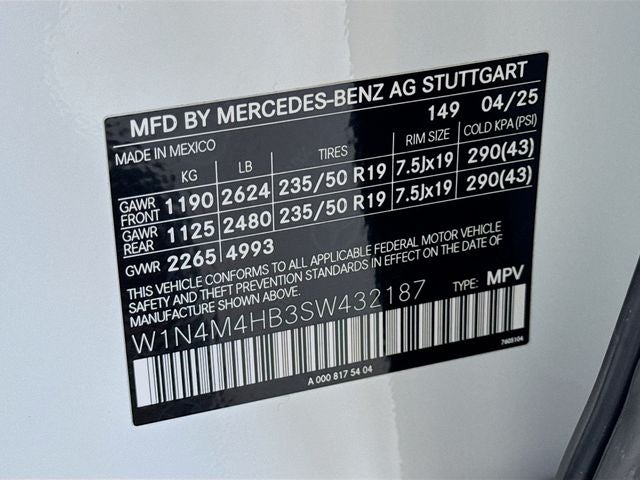 MFD BY MERCEDES-BENZ AG STUTTGART
149 04/25
MADE IN MEXICO
KG LB TIRES RIM SIZE COLD KPA(PSI)
GAWR FRONT 1190 2624 235/50 R19 7.5Jx19 290(43)
GAWR REAR 1125 2480 235/50 R19 7.5Jx19 290(43)
GVWR 2265 4993
THIS VEHICLE CONFORMS TO ALL APPLICABLE FEDERAL MOTOR VEHICLE
SAFETY AND THEFT PREVENTION STANDARDS IN EFFECT ON THE DATE OF
MANUFACTURE SHOWN ABOVE.
W1N4M4HB3SW432187 TYPE: MPV
7605104
A 000 817 54 04